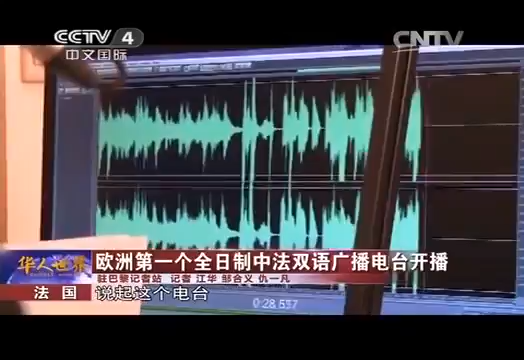 CCTV 4
中文国际
CNTV
华人世界
欧洲第一个全日制中法双语广播电台开播
驻巴黎记者站 记者 江华 邹合义 仇一凡
法国
说起这个电台
0:28.537